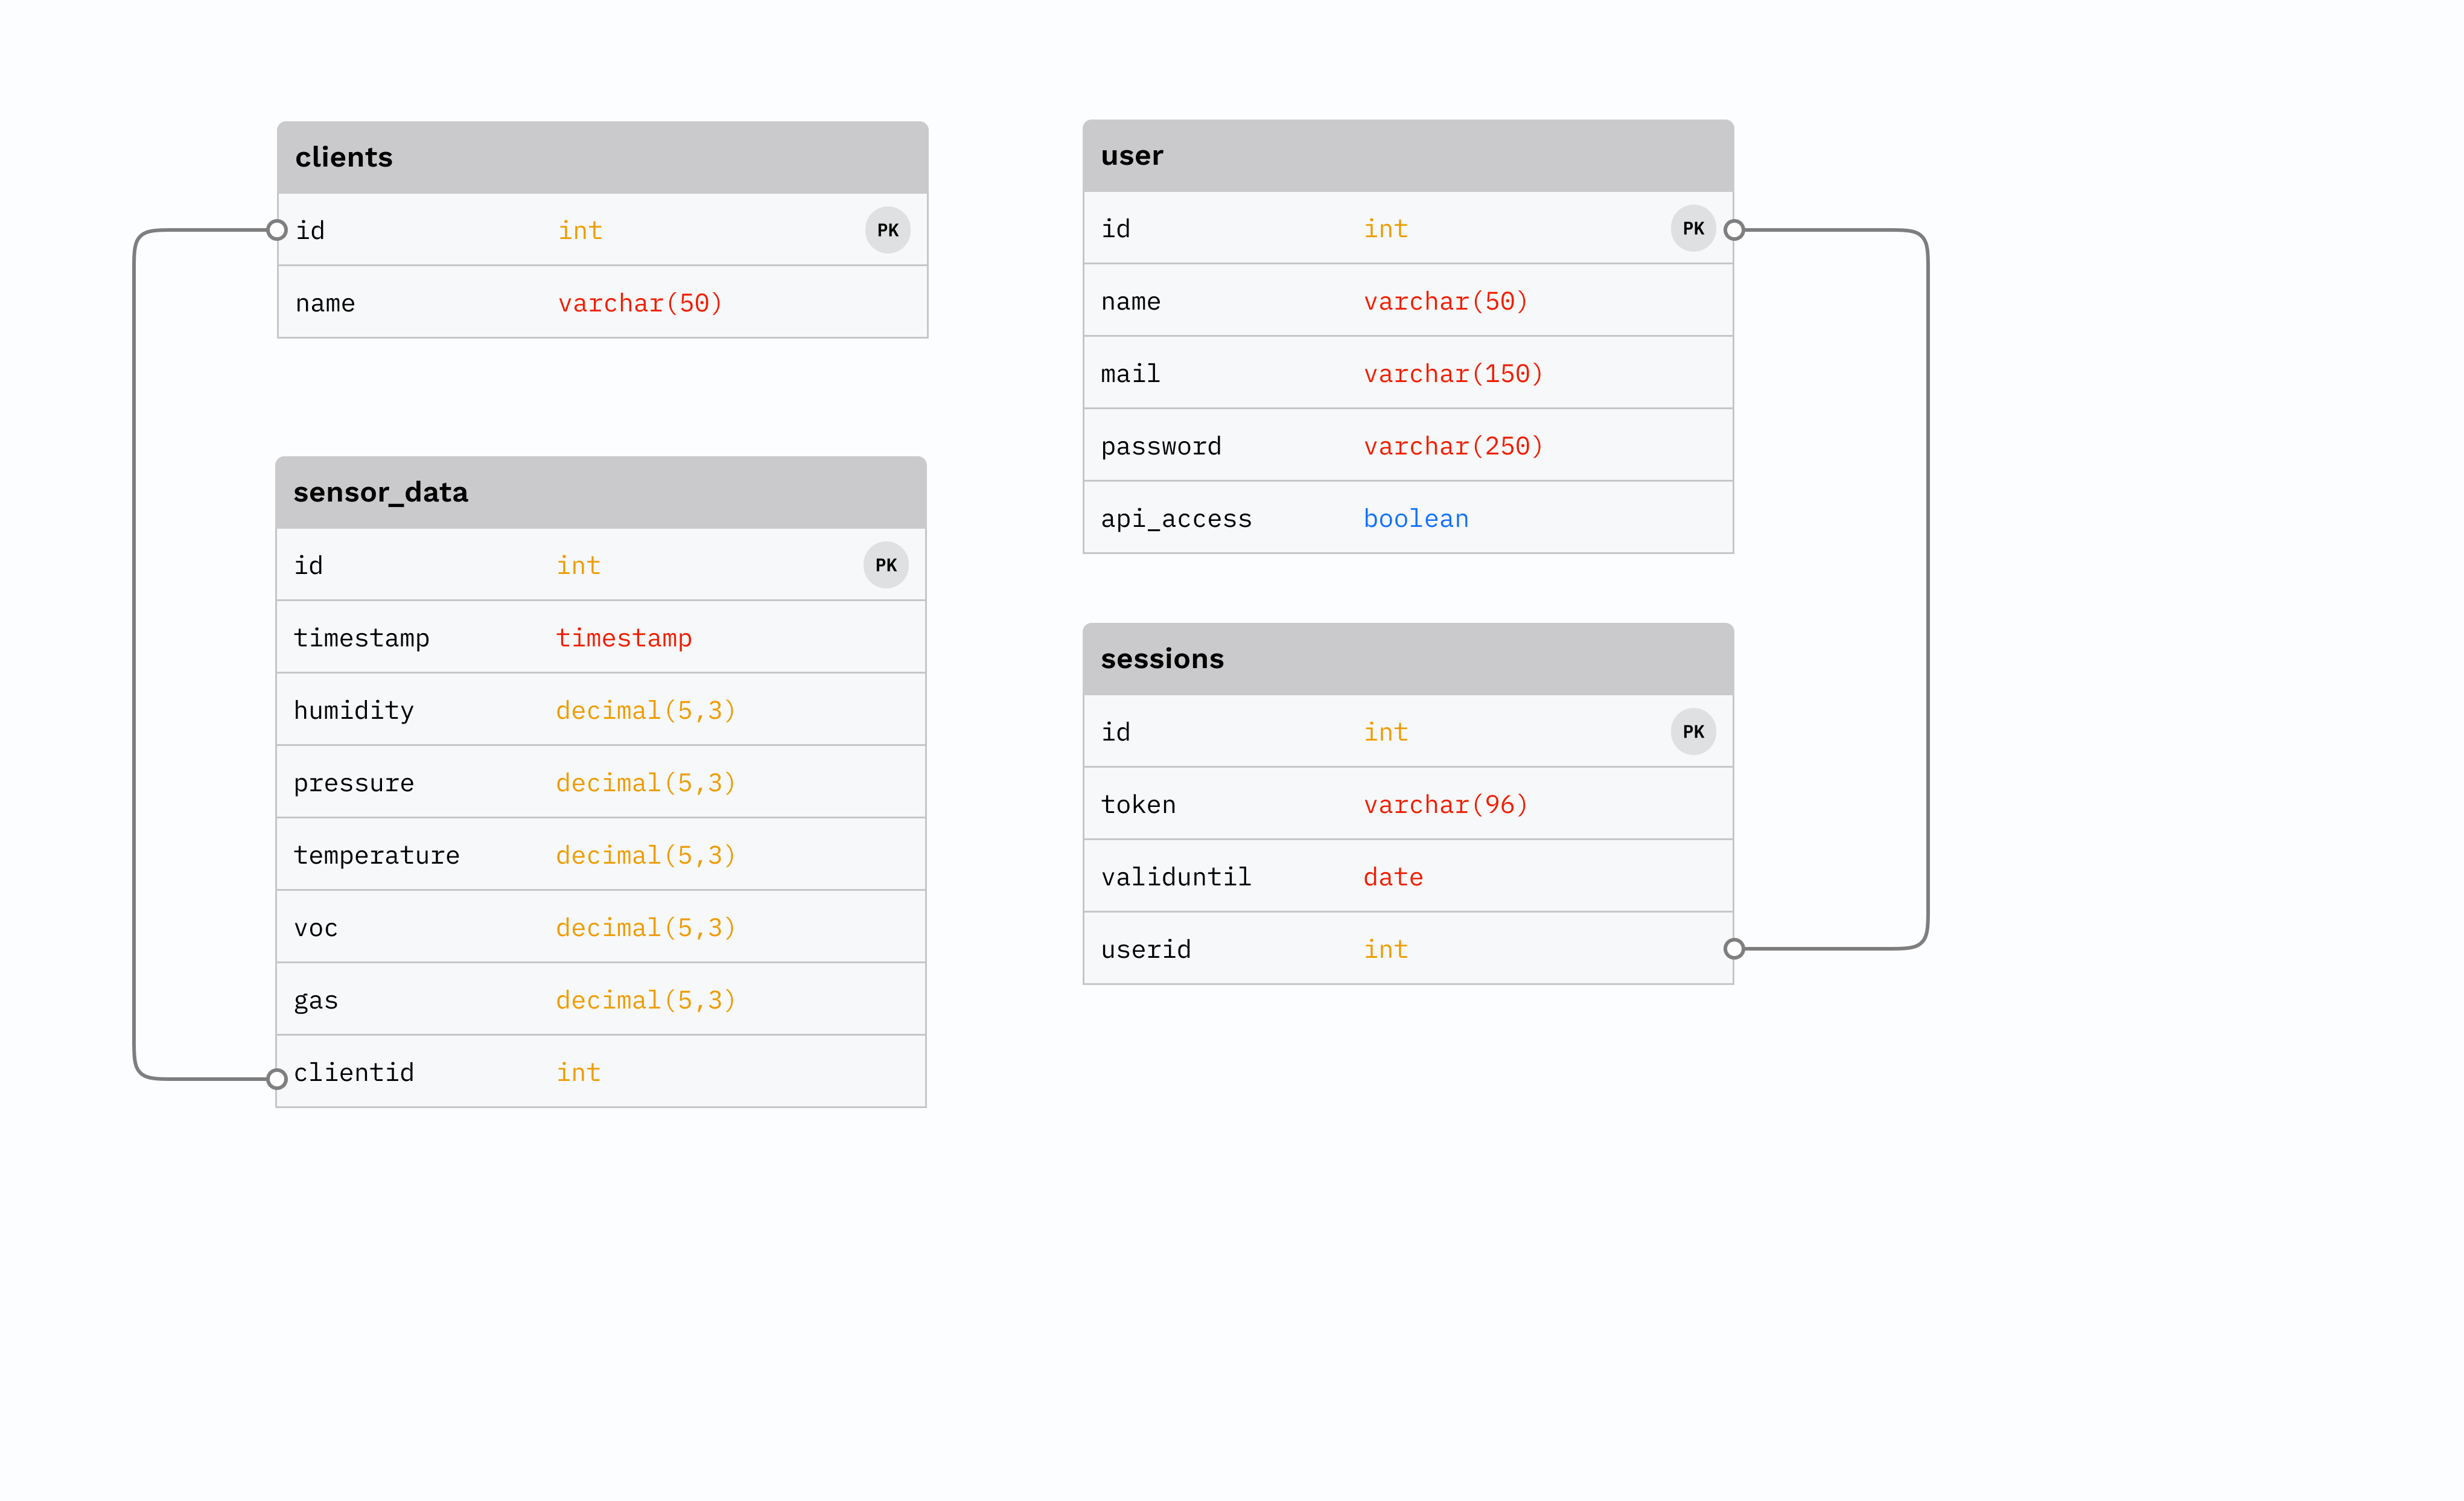 clients
id int PK
name varchar(50)
sensor_data
id int PK
timestamp timestamp
humidity decimal(5,3)
pressure decimal(5,3)
temperature decimal(5,3)
voc decimal(5,3)
gas decimal(5,3)
clientid int
user
id int PK
name varchar(50)
mail varchar(150)
password varchar(250)
api_access boolean
sessions
id int PK
token varchar(96)
validuntil date
userid int